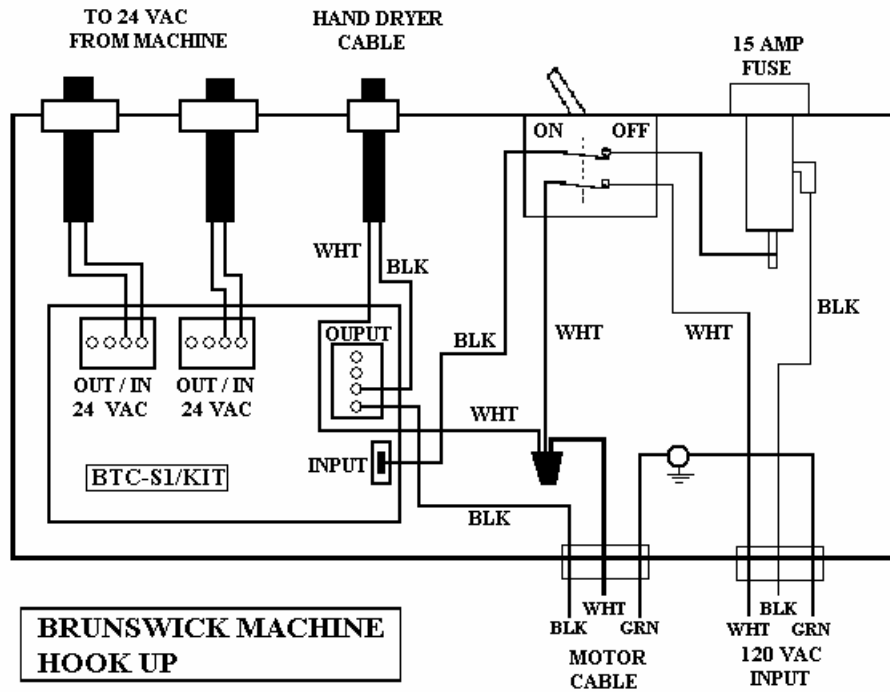 TO 24 VAC
FROM MACHINE
HAND DRYER
CABLE
15 AMP
FUSE
ON OFF
WHT
BLK
BLK
OUPUT
BLK
WHT
WHT
OUT / IN
24 VAC
OUT / IN
24 VAC
WHT
INPUT
BTC-S1/KIT
BLK
BLK
WHT
GRN
WHT
BLK
GRN
MOTOR
CABLE
120 VAC
INPUT
BRUNSWICK MACHINE
HOOK UP